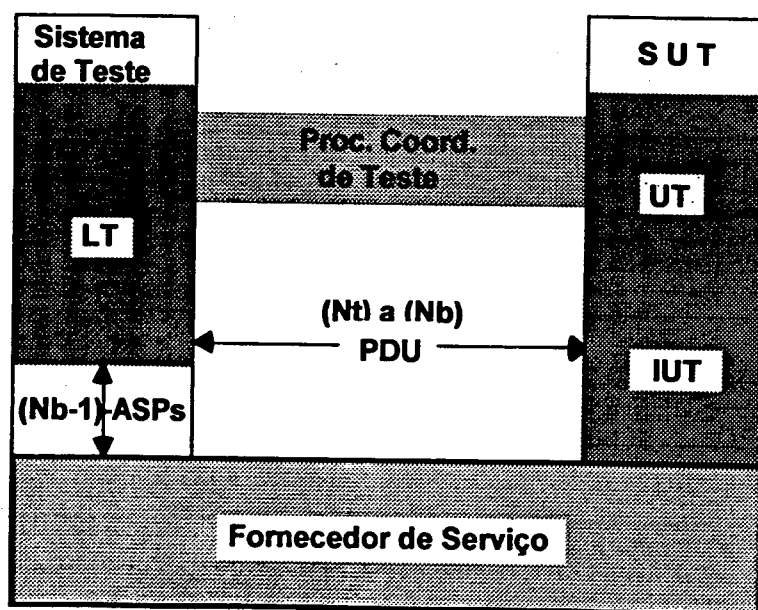 Sistema
de Teste
S U T
Proc. Coord.
de Teste
UT
LT
(Nt) a (Nb)
PDU
IUT
(Nb-1)-ASPs
Fornecedor de Serviço